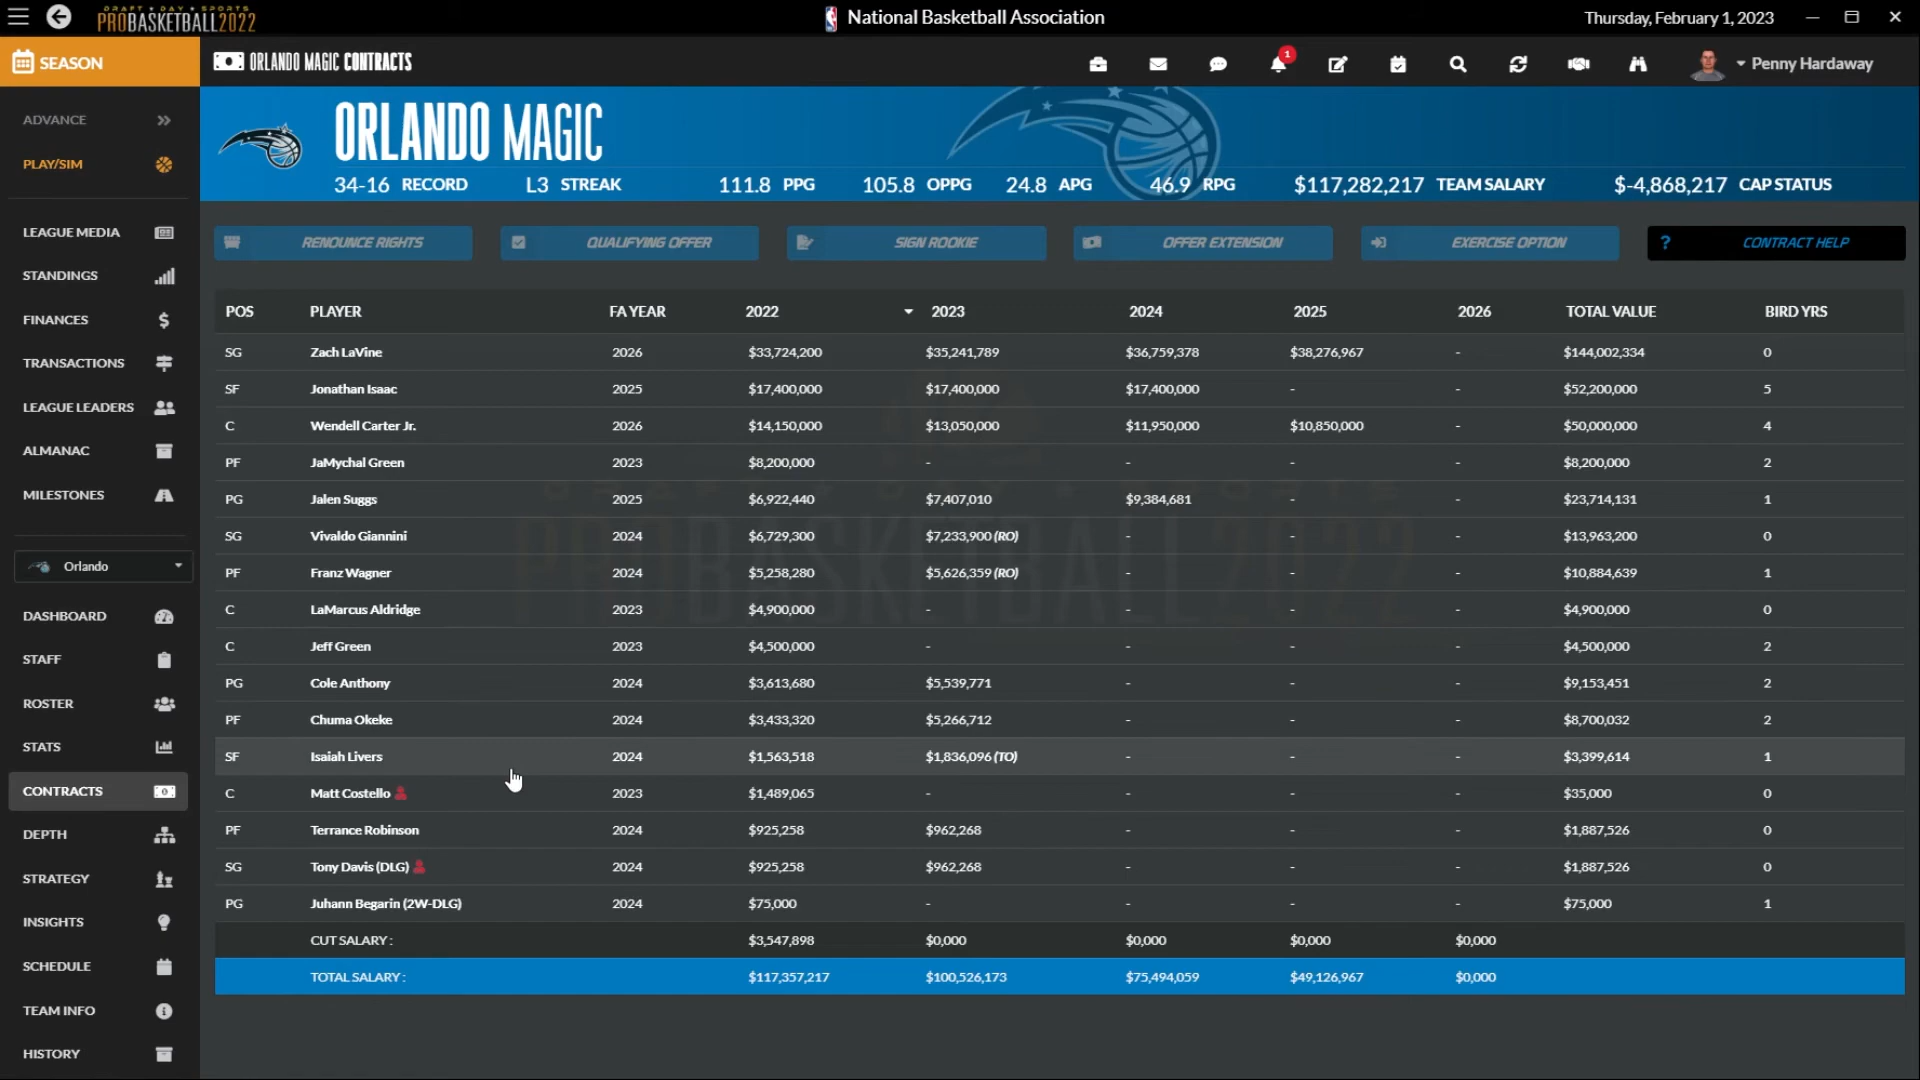 DRAFT • DAY • SPORTS
PROBASKETBALL2022
National Basketball Association
Thursday, February 1, 2023
SEASON
ORLANDO MAGIC CONTRACTS
1
Penny Hardaway
ADVANCE
PLAY/SIM
LEAGUE MEDIA
STANDINGS
FINANCES
TRANSACTIONS
LEAGUE LEADERS
ALMANAC
MILESTONES
Orlando
DASHBOARD
STAFF
ROSTER
STATS
CONTRACTS
DEPTH
STRATEGY
INSIGHTS
SCHEDULE
TEAM INFO
HISTORY
ORLANDO MAGIC
34-16 RECORD L3 STREAK 111.8 PPG 105.8 OPPG 24.8 APG 46.9 RPG $117,282,217 TEAM SALARY $-4,868,217 CAP STATUS
RENOUNCE RIGHTS QUALIFYING OFFER SIGN ROOKIE OFFER EXTENSION EXERCISE OPTION ? CONTRACT HELP
POS PLAYER FA YEAR 2022 2023 2024 2025 2026 TOTAL VALUE BIRD YRS
SG Zach LaVine 2026 $33,724,200 $35,241,789 $36,759,378 $38,276,967 - $144,002,334 0
SF Jonathan Isaac 2025 $17,400,000 $17,400,000 $17,400,000 - - $52,200,000 5
C Wendell Carter Jr. 2026 $14,150,000 $13,050,000 $11,950,000 $10,850,000 - $50,000,000 4
PF JaMychal Green 2023 $8,200,000 - - - - $8,200,000 2
PG Jalen Suggs 2025 $6,922,440 $7,407,010 $9,384,681 - - $23,714,131 1
SG Vivaldo Giannini 2024 $6,729,300 $7,233,900 (RO) - - - $13,963,200 0
PF Franz Wagner 2024 $5,258,280 $5,626,359 (RO) - - - $10,884,639 1
C LaMarcus Aldridge 2023 $4,900,000 - - - - $4,900,000 0
C Jeff Green 2023 $4,500,000 - - - - $4,500,000 2
PG Cole Anthony 2024 $3,613,680 $5,539,771 - - - $9,153,451 2
PF Chuma Okeke 2024 $3,433,320 $5,266,712 - - - $8,700,032 2
SF Isaiah Livers 2024 $1,563,518 $1,836,096 (TO) - - - $3,399,614 1
C Matt Costello 2023 $1,489,065 - - - - $35,000 0
PF Terrance Robinson 2024 $925,258 $962,268 - - - $1,887,526 0
SG Tony Davis (DLG) 2024 $925,258 $962,268 - - - $1,887,526 0
PG Juhann Begarin (2W-DLG) 2024 $75,000 - - - - $75,000 1
CUT SALARY : $3,547,898 $0,000 $0,000 $0,000 $0,000
TOTAL SALARY : $117,357,217 $100,526,173 $75,494,059 $49,126,967 $0,000
DRAFT • DAY • SPORTS
PROBASKETBALL2022